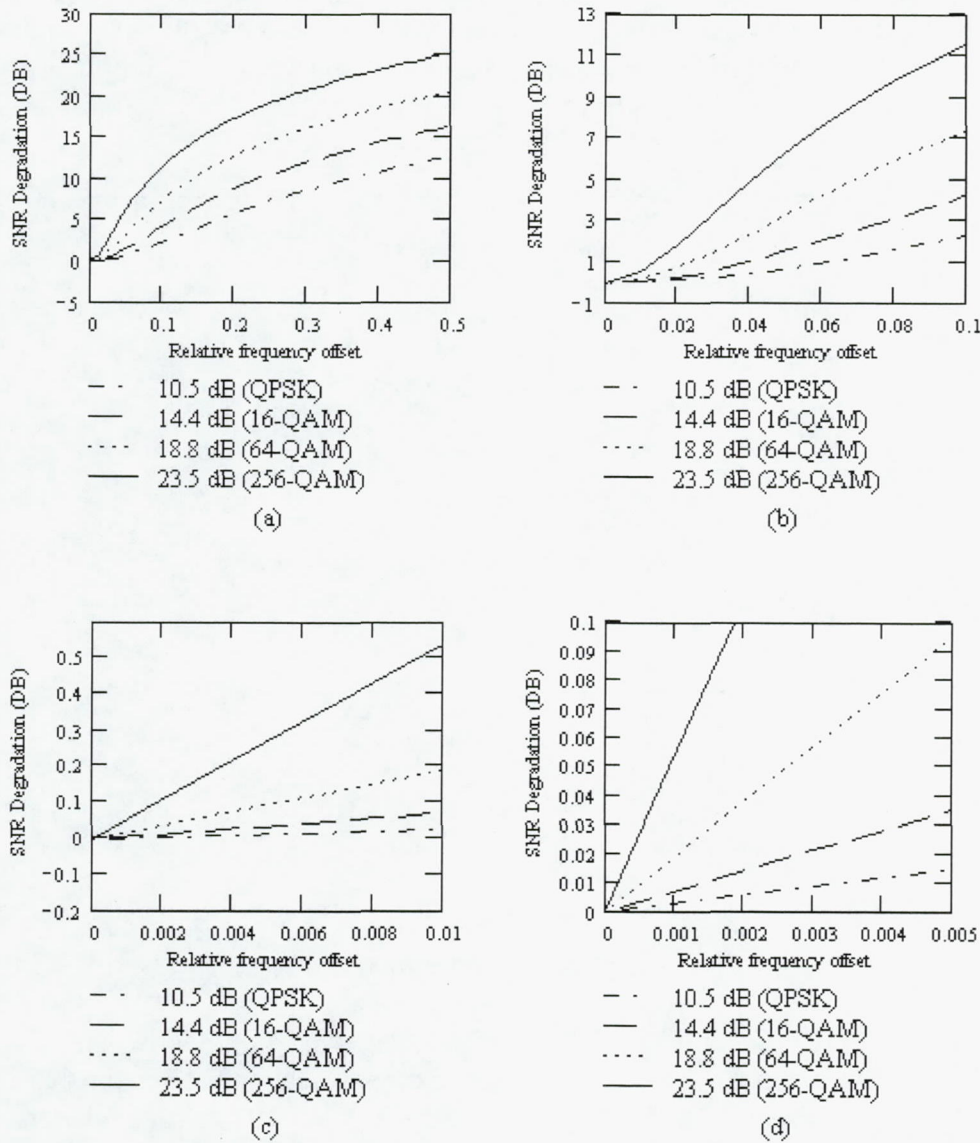 SNR Degradation (DB)
30
25
20
15
10
5
0
−5
0 0.1 0.2 0.3 0.4 0.5
Relative frequency offset
10.5 dB (QPSK)
14.4 dB (16-QAM)
18.8 dB (64-QAM)
23.5 dB (256-QAM)
(a)
SNR Degradation (DB)
13
11
9
7
5
3
1
−1
0 0.02 0.04 0.06 0.08 0.1
Relative frequency offset
10.5 dB (QPSK)
14.4 dB (16-QAM)
18.8 dB (64-QAM)
23.5 dB (256-QAM)
(b)
SNR Degradation (DB)
0.5
0.4
0.3
0.2
0.1
0
−0.1
−0.2
0 0.002 0.004 0.006 0.008 0.01
Relative frequency offset
10.5 dB (QPSK)
14.4 dB (16-QAM)
18.8 dB (64-QAM)
23.5 dB (256-QAM)
(c)
SNR Degradation (DB)
0.1
0.09
0.08
0.07
0.06
0.05
0.04
0.03
0.02
0.01
0
0 0.001 0.002 0.003 0.004 0.005
Relative frequency offset
10.5 dB (QPSK)
14.4 dB (16-QAM)
18.8 dB (64-QAM)
23.5 dB (256-QAM)
(d)